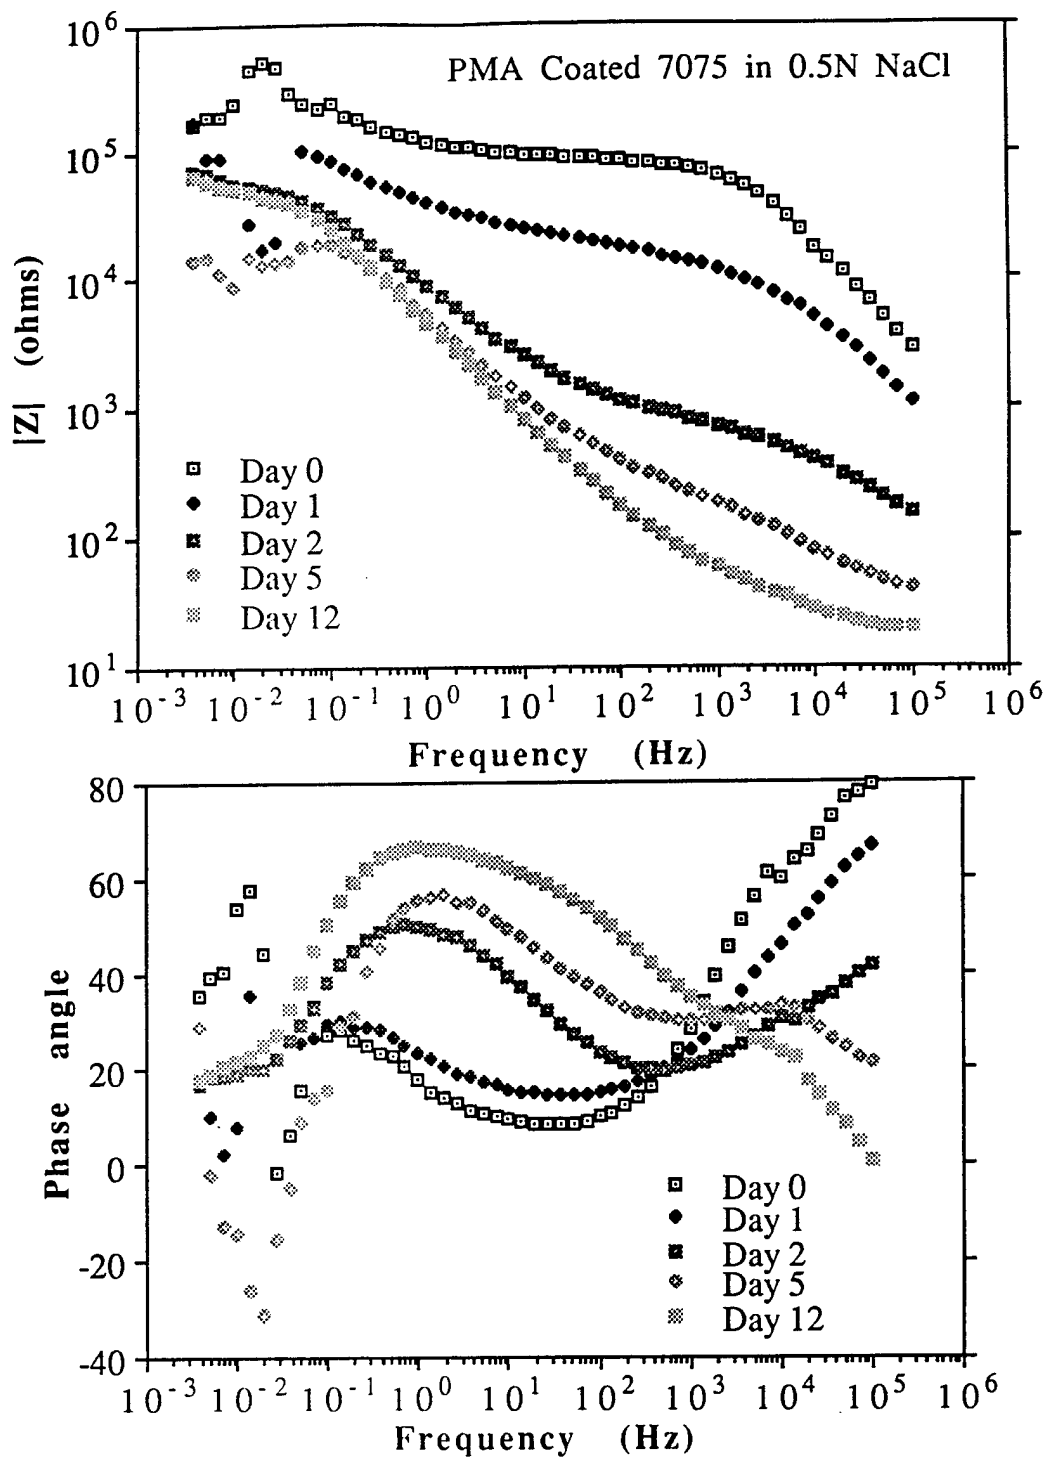 PMA Coated 7075 in 0.5N NaCl
|Z| (ohms)
10^6
10^5
10^4
10^3
10^2
10^1
Day 0
Day 1
Day 2
Day 5
Day 12
10^-3 10^-2 10^-1 10^0 10^1 10^2 10^3 10^4 10^5 10^6
Frequency (Hz)
Phase angle
80
60
40
20
0
-20
-40
Day 0
Day 1
Day 2
Day 5
Day 12
10^-3 10^-2 10^-1 10^0 10^1 10^2 10^3 10^4 10^5 10^6
Frequency (Hz)